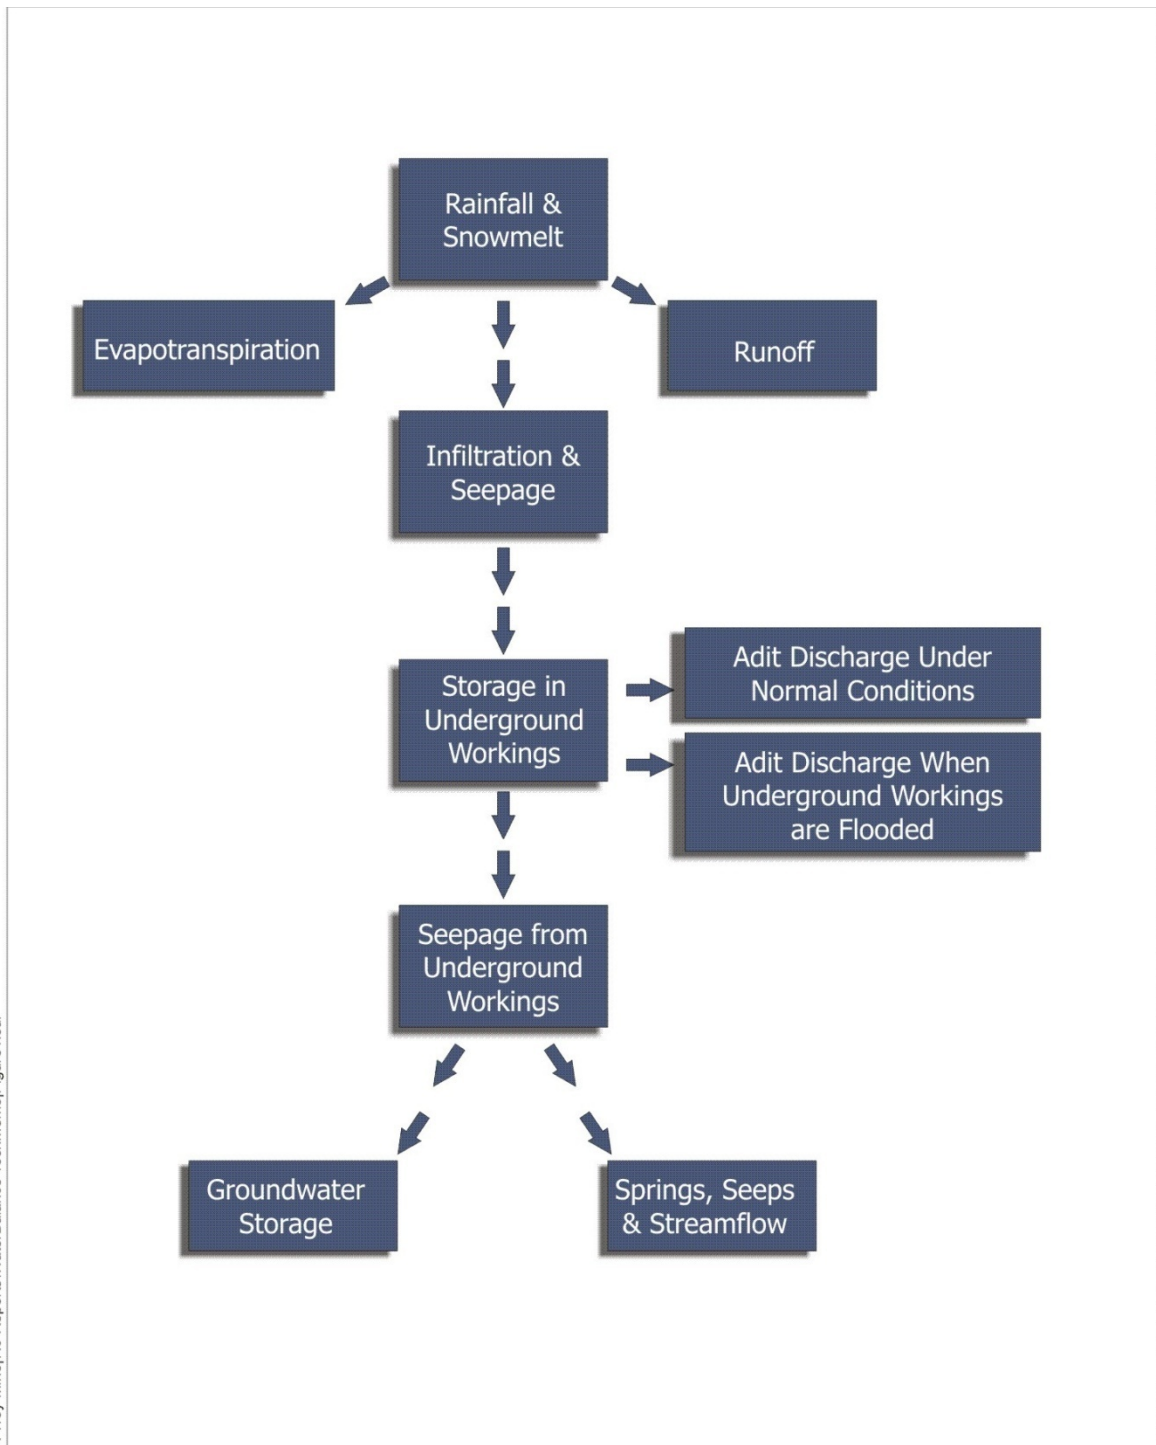 Rainfall &
Snowmelt
Evapotranspiration
Runoff
Infiltration &
Seepage
Storage in
Underground
Workings
Adit Discharge Under
Normal Conditions
Adit Discharge When
Underground Workings
are Flooded
Seepage from
Underground
Workings
Groundwater
Storage
Springs, Seeps
& Streamflow